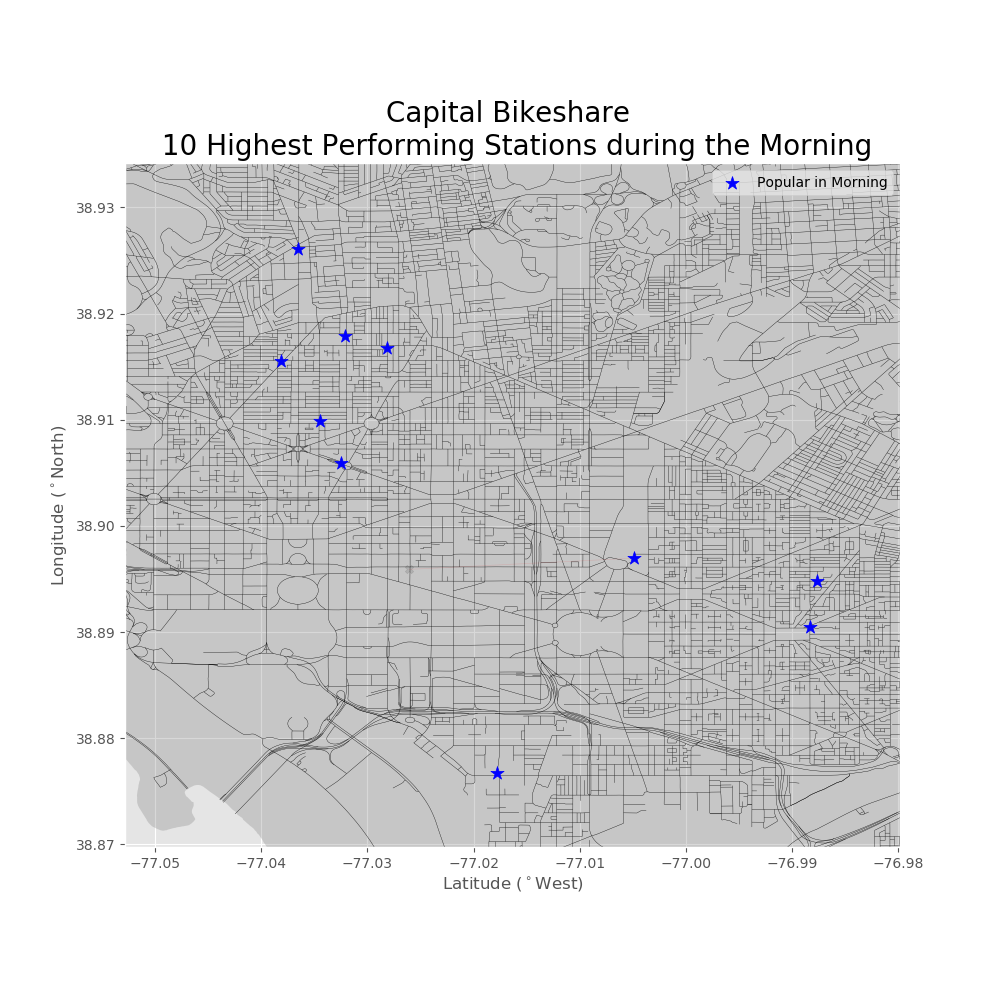 Capital Bikeshare
10 Highest Performing Stations during the Morning
Popular in Morning
38.93
38.92
38.91
38.90
38.89
38.88
38.87
Longitude (°North)
−77.05 −77.04 −77.03 −77.02 −77.01 −77.00 −76.99 −76.98
Latitude (°West)